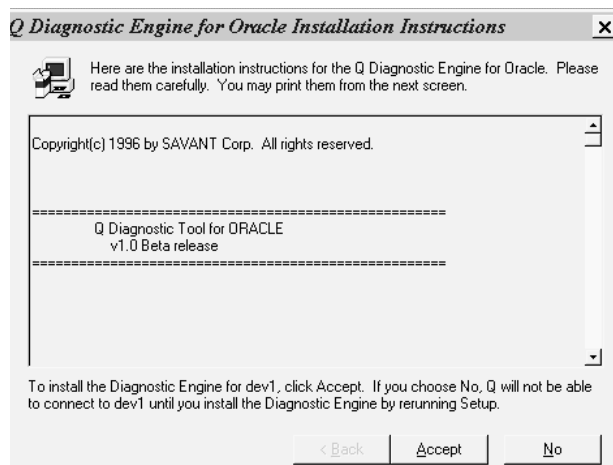 Q Diagnostic Engine for Oracle Installation Instructions
Here are the installation instructions for the Q Diagnostic Engine for Oracle. Please
read them carefully. You may print them from the next screen.
Copyright(c) 1996 by SAVANT Corp. All rights reserved.
=====================================================
Q Diagnostic Tool for ORACLE
v1.0 Beta release
=====================================================
To install the Diagnostic Engine for dev1, click Accept. If you choose No, Q will not be able
to connect to dev1 until you install the Diagnostic Engine by rerunning Setup.
< Back Accept No